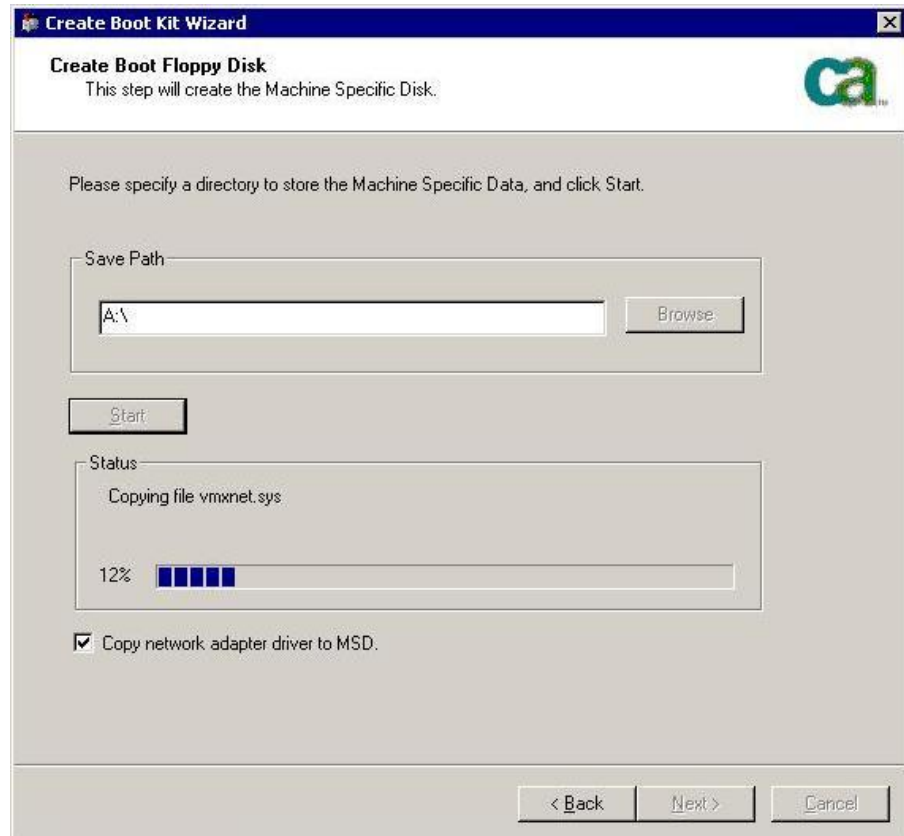 Create Boot Kit Wizard
Create Boot Floppy Disk
This step will create the Machine Specific Disk.
ca
Please specify a directory to store the Machine Specific Data, and click Start.
Save Path
A:\
Browse
Start
Status
Copying file vmxnet.sys
12%
Copy network adapter driver to MSD.
< Back
Next >
Cancel